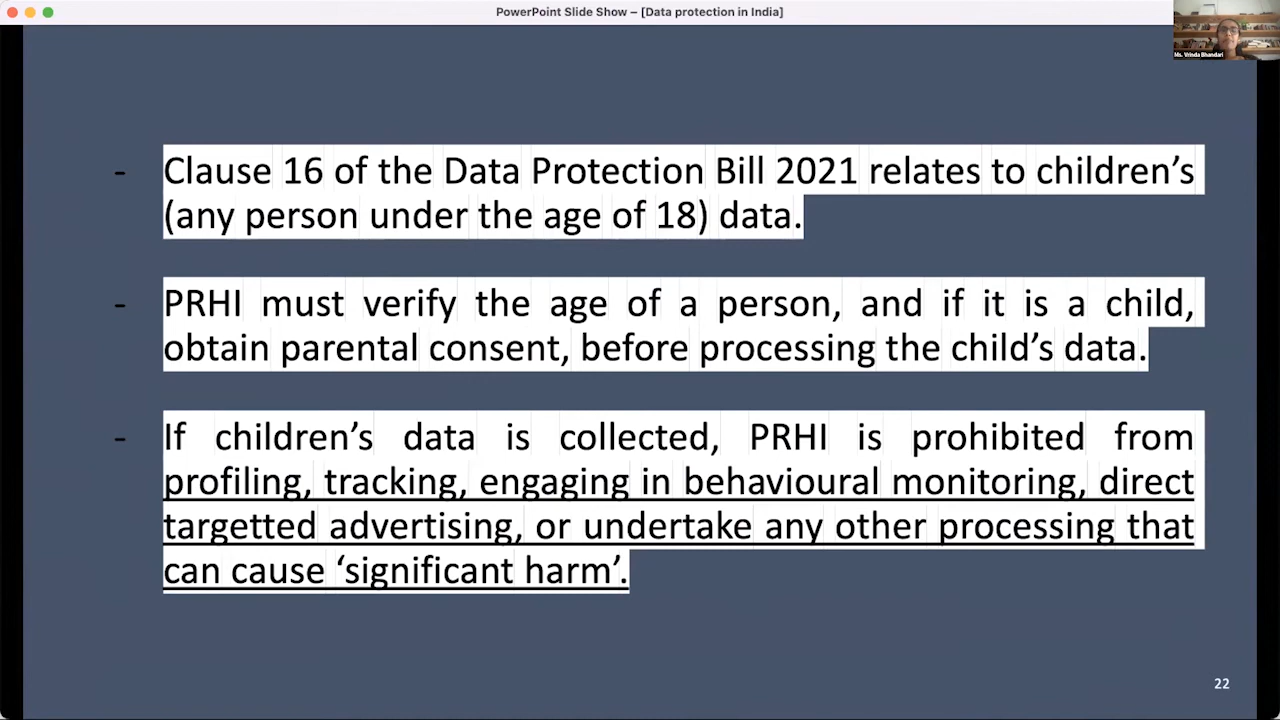 PowerPoint Slide Show – [Data protection in India]
Ms. Vrinda Bhandari
- Clause 16 of the Data Protection Bill 2021 relates to children’s
(any person under the age of 18) data.
- PRHI must verify the age of a person, and if it is a child,
obtain parental consent, before processing the child’s data.
- If children’s data is collected, PRHI is prohibited from
profiling, tracking, engaging in behavioural monitoring, direct
targetted advertising, or undertake any other processing that
can cause ‘significant harm’.
22